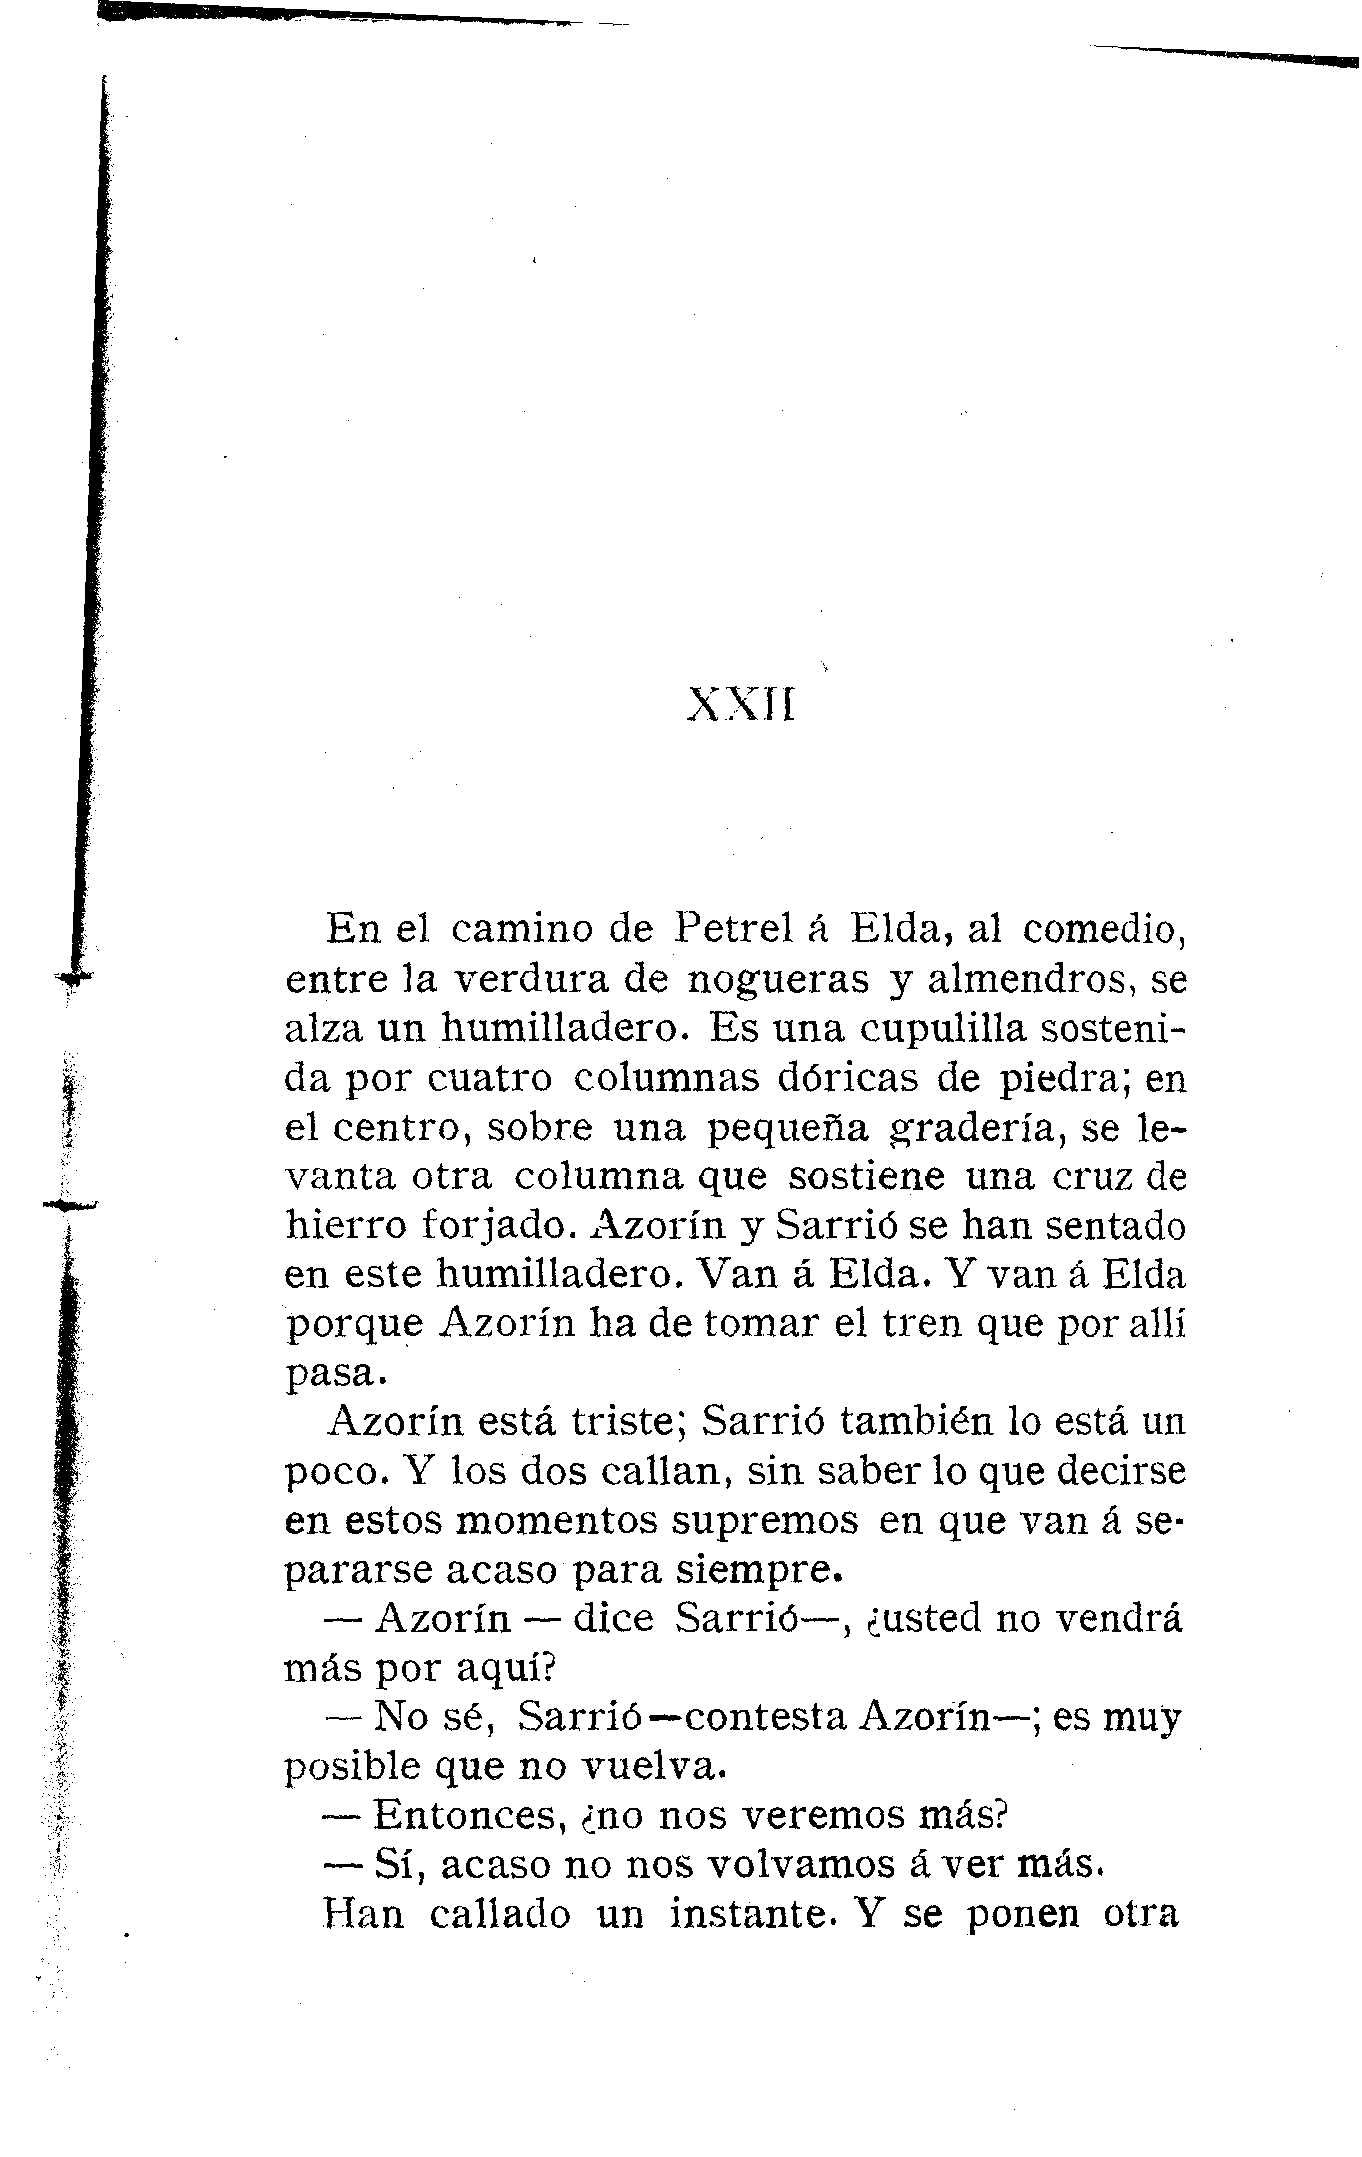 XXII
En el camino de Petrel á Elda, al comedio,
entre la verdura de nogueras y almendros, se
alza un humilladero. Es una cupulilla sosteni-
da por cuatro columnas dóricas de piedra; en
el centro, sobre una pequeña gradería, se le-
vanta otra columna que sostiene una cruz de
hierro forjado. Azorín y Sarrió se han sentado
en este humilladero. Van á Elda. Y van á Elda
porque Azorín ha de tomar el tren que por allí
pasa.
Azorín está triste; Sarrió también lo está un
poco. Y los dos callan, sin saber lo que decirse
en estos momentos supremos en que van á se-
pararse acaso para siempre.
— Azorín — dice Sarrió—, ¿usted no vendrá
más por aquí?
— No sé, Sarrió—contesta Azorín—; es muy
posible que no vuelva.
— Entonces, ¿no nos veremos más?
— Sí, acaso no nos volvamos á ver más.
Han callado un instante. Y se ponen otra